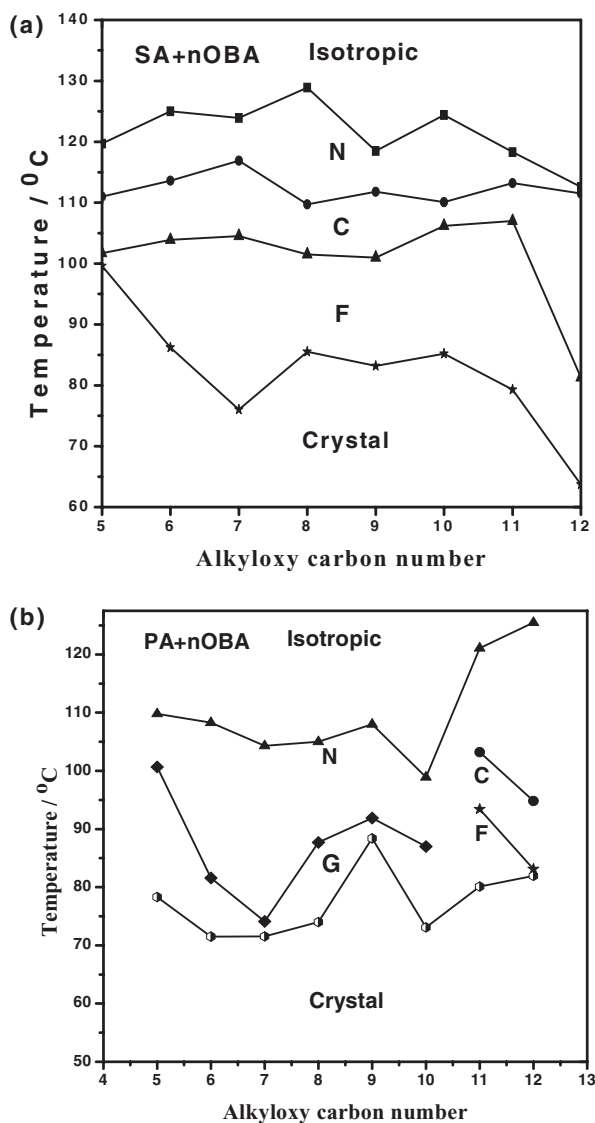 (a)
140
SA+nOBA
Isotropic
130
N
120
110
C
100
F
90
80
Crystal
70
60
5 6 7 8 9 10 11 12
Temperature / ⁰C
Alkyloxy carbon number
(b)
PA+nOBA
Isotropic
120
110
N
100
C
90
F
G
80
70
Crystal
60
50
4 5 6 7 8 9 10 11 12 13
Temperature / ⁰C
Alkyloxy carbon number